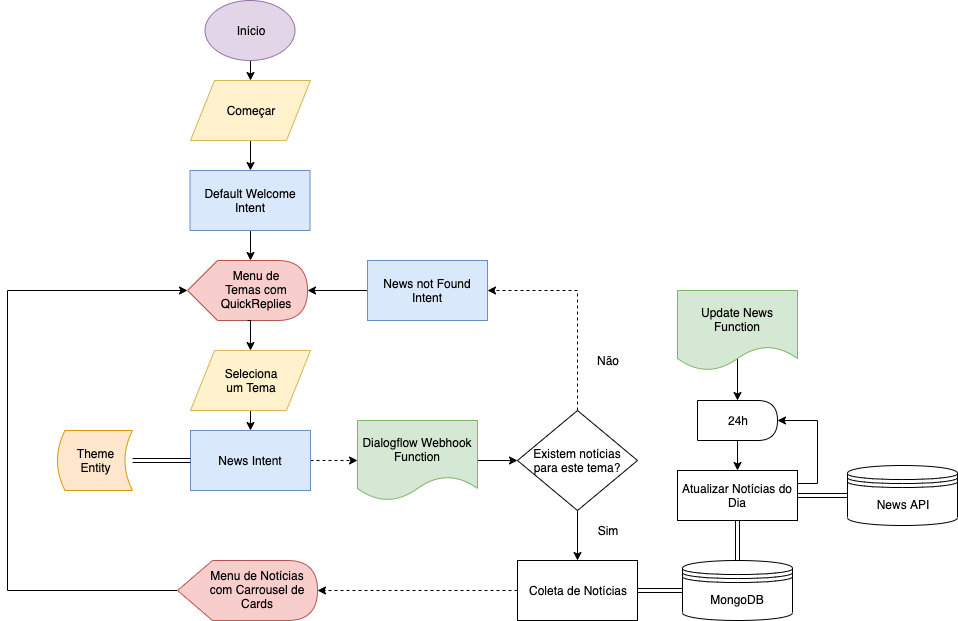 Início
Começar
Default Welcome
Intent
Menu de
Temas com
QuickReplies
News not Found
Intent
Update News
Function
Não
Seleciona
um Tema
24h
Theme
Entity
News Intent
Dialogflow Webhook
Function
Existem notícias
para este tema?
Atualizar Notícias do
Dia
News API
Sim
Menu de Notícias
com Carrousel de
Cards
Coleta de Notícias
MongoDB